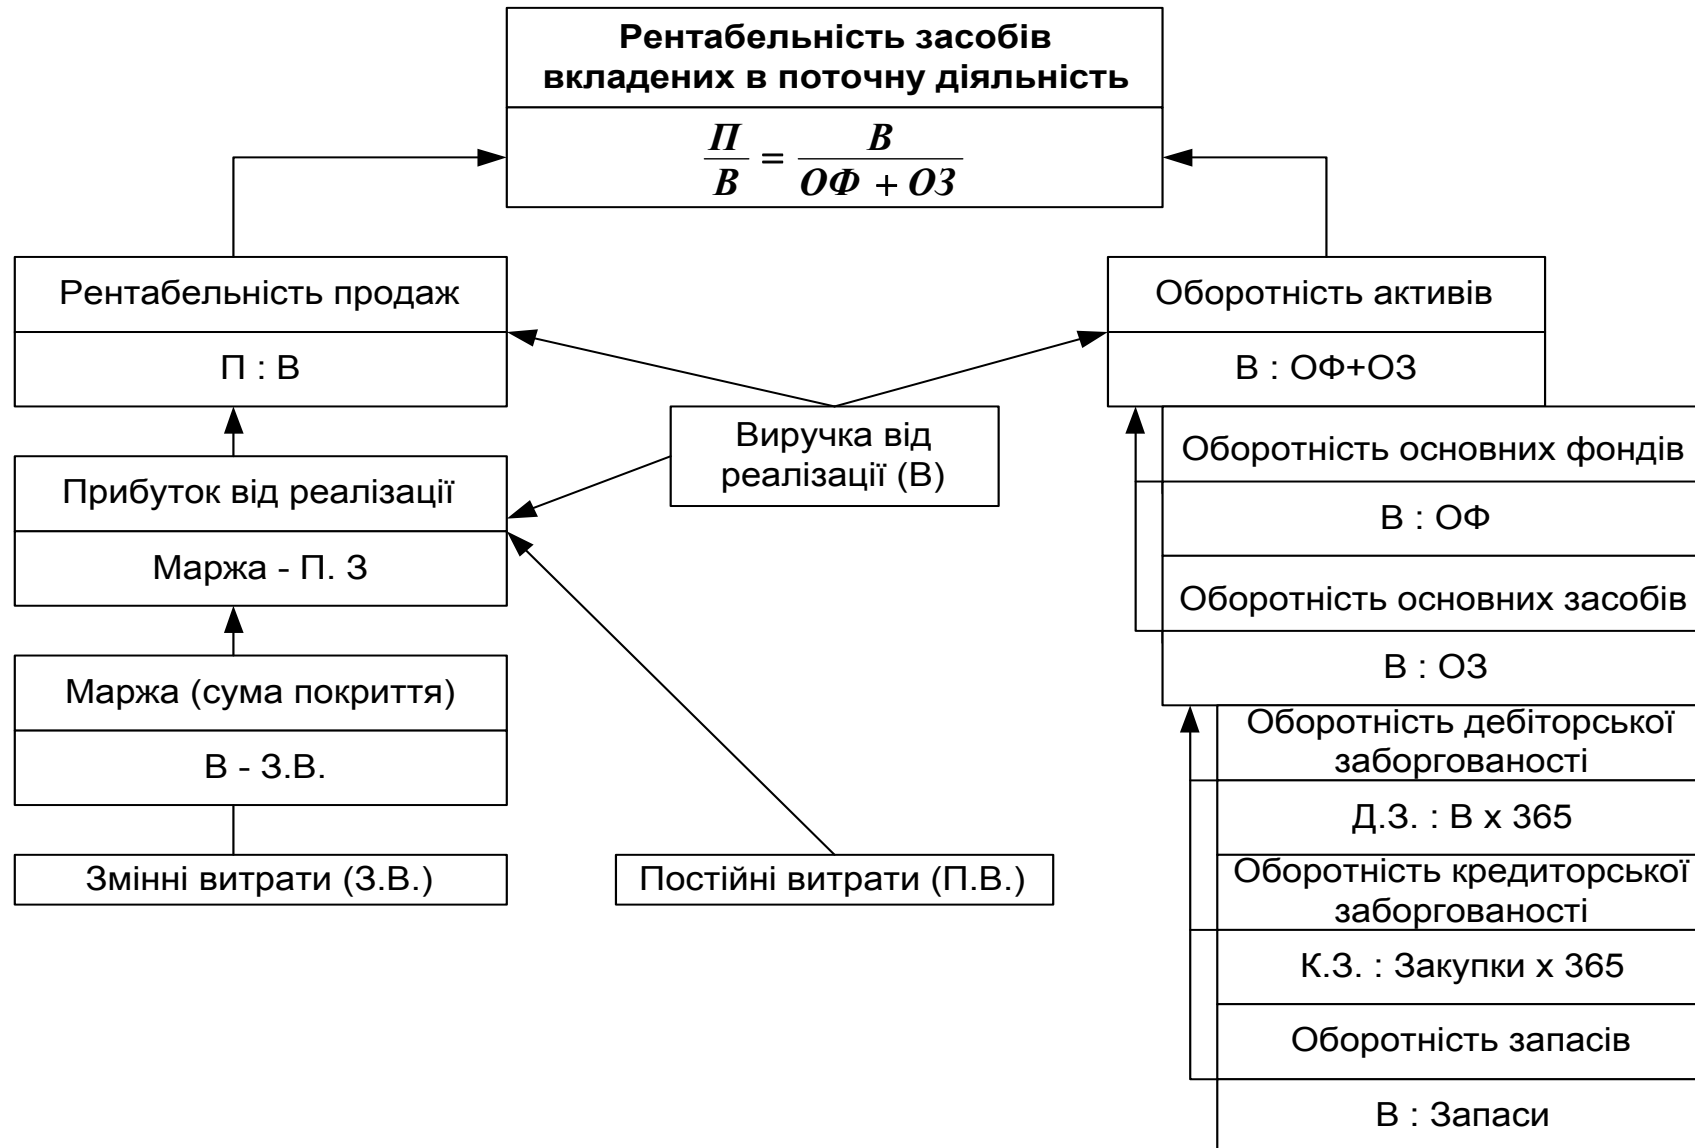 Рентабельність засобів
вкладених в поточну діяльність
П/В = В/(ОФ + ОЗ)
Рентабельність продаж
П : В
Оборотність активів
В : ОФ+ОЗ
Виручка від
реалізації (В)
Прибуток від реалізації
Маржа - П. З
Маржа (сума покриття)
В - З.В.
Змінні витрати (З.В.)
Постійні витрати (П.В.)
Оборотність основних фондів
В : ОФ
Оборотність основних засобів
В : ОЗ
Оборотність дебіторської
заборгованості
Д.З. : В х 365
Оборотність кредиторської
заборгованості
К.З. : Закупки х 365
Оборотність запасів
В : Запаси